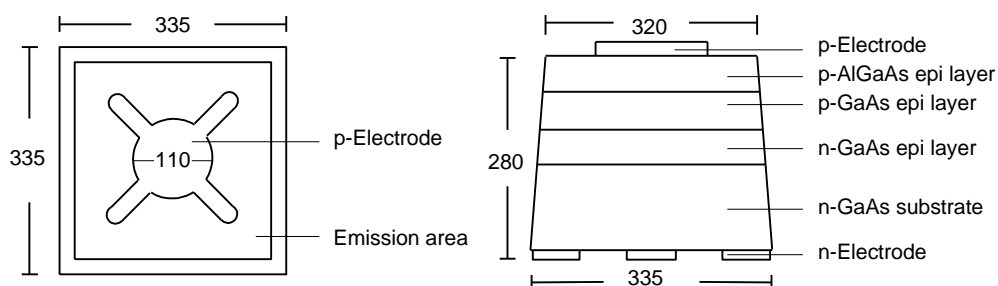 335
335
110
p-Electrode
Emission area
320
280
335
p-Electrode
p-AlGaAs epi layer
p-GaAs epi layer
n-GaAs epi layer
n-GaAs substrate
n-Electrode